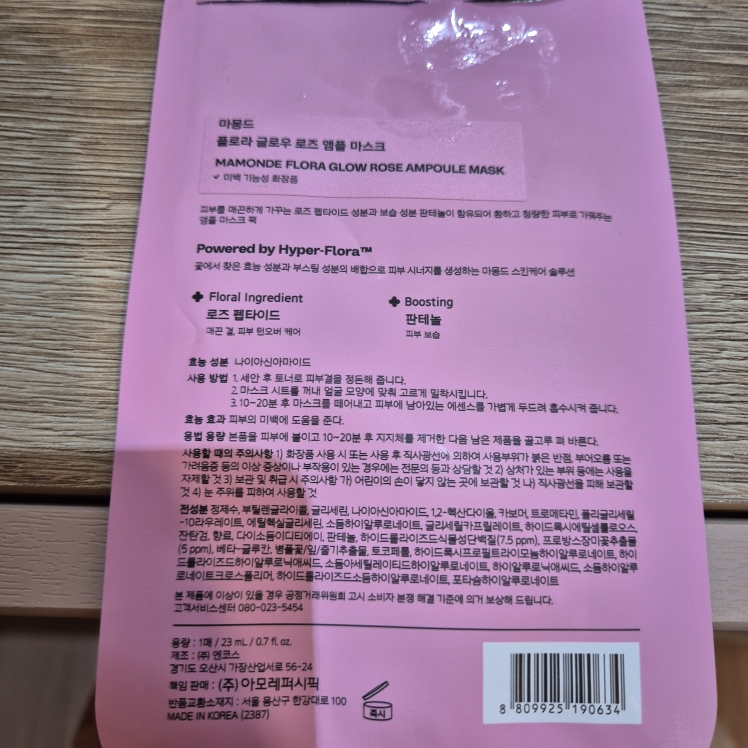 마몽드
플로라 글로우 로즈 앰플 마스크
MAMONDE FLORA GLOW ROSE AMPOULE MASK
✓ 미백 기능성 화장품
피부를 매끈하게 가꾸는 로즈 펩타이드 성분과 보습 성분 판테놀이 함유되어 환하고 청량한 피부로 가꿔주는
앰플 마스크 팩
Powered by Hyper-Flora™
꽃에서 찾은 효능 성분과 부스팅 성분의 배합으로 피부 시너지를 생성하는 마몽드 스킨케어 솔루션
Floral Ingredient
로즈 펩타이드
매끈 결, 피부 턴오버 케어
Boosting
판테놀
피부 보습
효능 성분 나이아신아마이드
사용 방법 1. 세안 후 토너로 피부결을 정돈해 줍니다.
2. 마스크 시트를 꺼내 얼굴 모양에 맞춰 고르게 밀착시킵니다.
3. 10~20분 후 마스크를 떼어내고 피부에 남아있는 에센스를 가볍게 두드려 흡수시켜 줍니다.
효능 효과 피부의 미백에 도움을 준다.
용법 용량 본품을 피부에 붙이고 10~20분 후 지지체를 제거한 다음 남은 제품을 골고루 펴 바른다.
사용할 때의 주의사항 1) 화장품 사용 시 또는 사용 후 직사광선에 의하여 사용부위가 붉은 반점, 부어오름 또는
가려움증 등의 이상 증상이나 부작용이 있는 경우에는 전문의 등과 상담할 것 2) 상처가 있는 부위 등에는 사용을
자제할 것 3) 보관 및 취급 시 주의사항 가) 어린이의 손이 닿지 않는 곳에 보관할 것 나) 직사광선을 피해 보관할
것 4) 눈 주위를 피하여 사용할 것
전성분 정제수, 부틸렌글라이콜, 글리세린, 나이아신아마이드, 1,2-헥산다이올, 카보머, 트로메타민, 폴리글리세릴
-10라우레이트, 에틸헥실글리세린, 소듐하이알루로네이트, 글리세릴카프릴레이트, 하이드록시에틸셀룰로오스,
잔탄검, 향료, 다이소듐이디티에이, 판테놀, 하이드롤라이즈드식물성단백질(7.5 ppm), 프로방스장미꽃추출물
(5 ppm), 베타-글루칸, 병풀꽃/잎/줄기추출물, 토코페롤, 하이드록시프로필트라이모늄하이알루로네이트, 하이
드롤라이즈드하이알루로닉애씨드, 소듐아세틸레이티드하이알루로네이트, 하이알루로닉애씨드, 소듐하이알루
로네이트크로스폴리머, 하이드롤라이즈드소듐하이알루로네이트, 포타슘하이알루로네이트
본 제품에 이상이 있을 경우 공정거래위원회 고시 소비자 분쟁 해결 기준에 의거 보상해 드립니다.
고객서비스센터 080-023-5454
용량 : 1매 / 23 mL / 0.7 fl. oz.
제조 : (주) 엔코스
경기도 오산시 가장산업서로 56-24
책임 판매 : (주)아모레퍼시픽
반품교환소재지 : 서울 용산구 한강대로 100
MADE IN KOREA (2387)
즉시
8 809925 190634